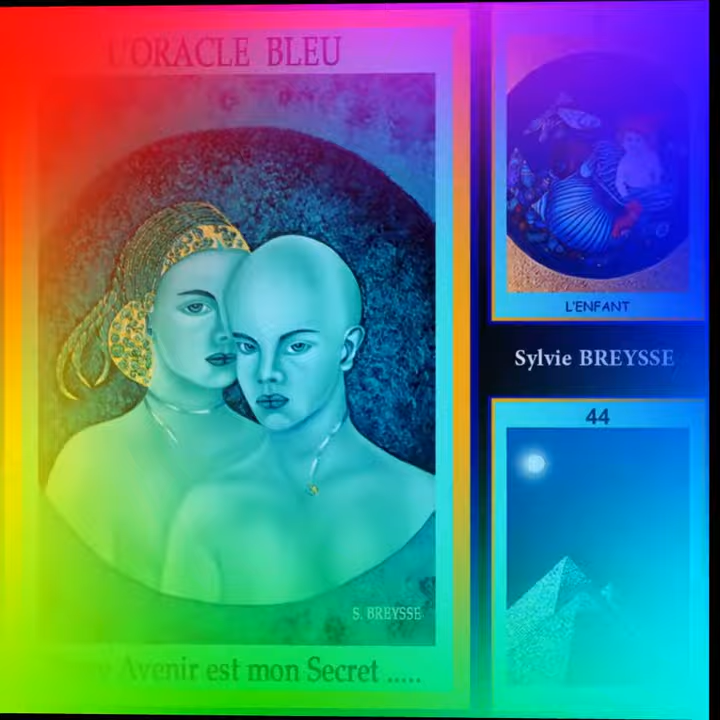 L'ORACLE BLEU
S. BREYSSE
Avenir est mon Secret .....
L'ENFANT
Sylvie BREYSSE
44